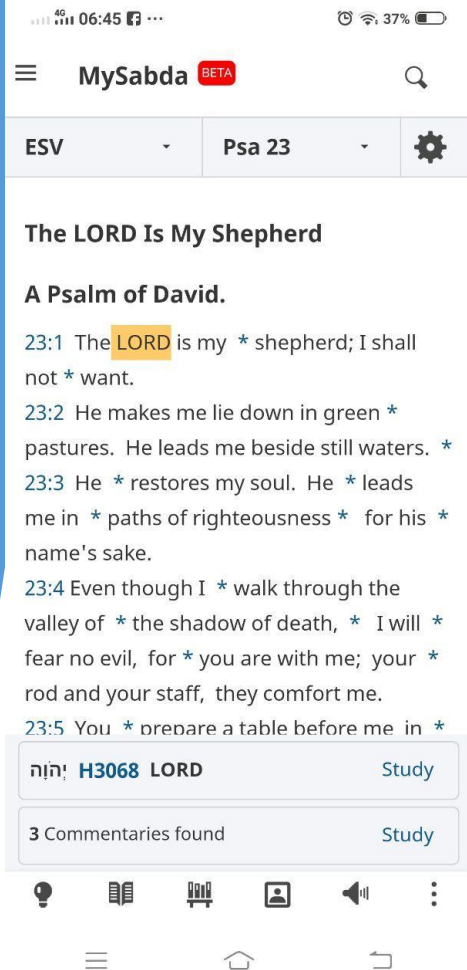 4G 06:45 ... 37%
MySabda BETA
ESV Psa 23
The LORD Is My Shepherd
A Psalm of David.
23:1 The LORD is my * shepherd; I shall
not * want.
23:2 He makes me lie down in green *
pastures. He leads me beside still waters. *
23:3 He * restores my soul. He * leads
me in * paths of righteousness * for his *
name's sake.
23:4 Even though I * walk through the
valley of * the shadow of death, * I will *
fear no evil, for * you are with me; your *
rod and your staff, they comfort me.
23:5 You * prepare a table before me in *
יְהֹוָה H3068 LORD Study
3 Commentaries found Study